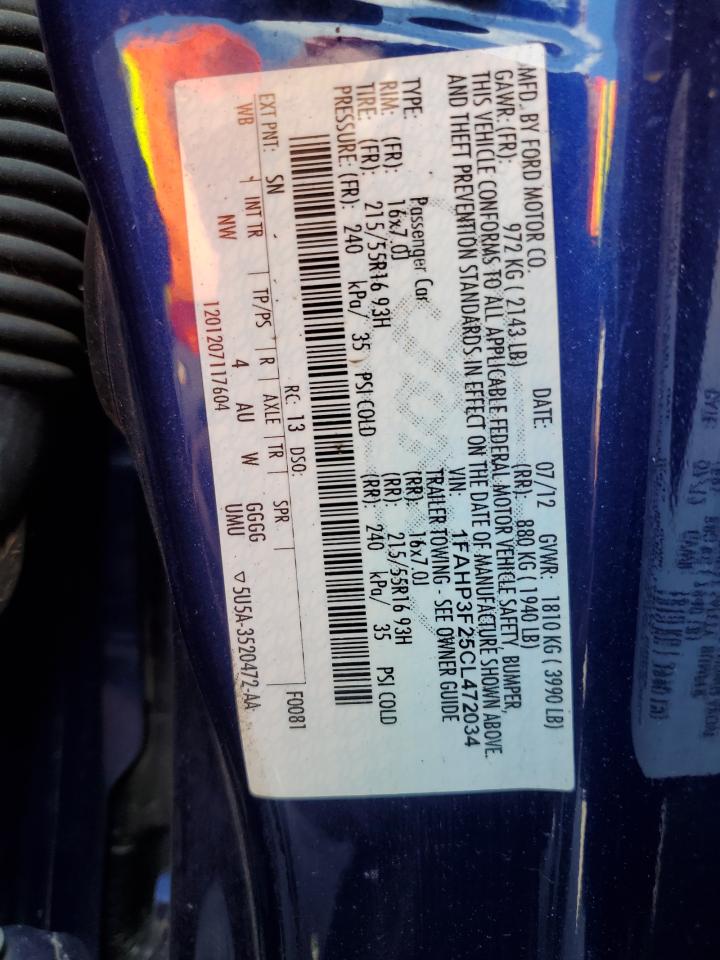 MFD. BY FORD MOTOR CO.
DATE: 07/12 GVWR: 1810 KG ( 3990 LB)
GAWR: (FR): 972 KG ( 2143 LB) (RR): 880 KG ( 1940 LB)
THIS VEHICLE CONFORMS TO ALL APPLICABLE FEDERAL MOTOR VEHICLE SAFETY, BUMPER,
AND THEFT PREVENTION STANDARDS IN EFFECT ON THE DATE OF MANUFACTURE SHOWN ABOVE.
VIN: 1FAHP3F25CL472034
TYPE: Passenger Car TRAILER TOWING - SEE OWNER GUIDE
RIM: (FR): 16x7.0J (RR): 16x7.0J
TIRE: (FR): 215/55R16 93H (RR): 215/55R16 93H
PRESSURE: (FR): 240 kPa/ 35 PSI COLD (RR): 240 kPa/ 35 PSI COLD
F0081
RC: 13 DSO:
EXT PNT: SN
WB INT TR TP/PS R AXLE TR SPR
NW 4 AU W GGGG
UMU
1201207117604 ▽5U5A-3520472-AA